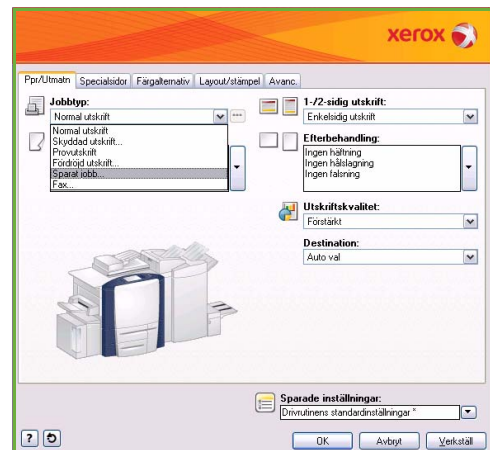 xerox
Ppr/Utmatn Specialsidor Färgalternativ Layout/stämpel Avanc.
Jobbtyp:
Normal utskrift
Normal utskrift
Skyddad utskrift...
Provutskrift
Fördröjd utskrift...
Sparat jobb...
Fax...
1-/2-sidig utskrift:
Enkelsidig utskrift
Efterbehandling:
Ingen häftning
Ingen hålslagning
Ingen falsning
Utskriftskvalitet:
Förstärkt
Destination:
Auto val
Sparade inställningar:
Drivrutinens standardinställningar *
? OK Avbryt Verkställ